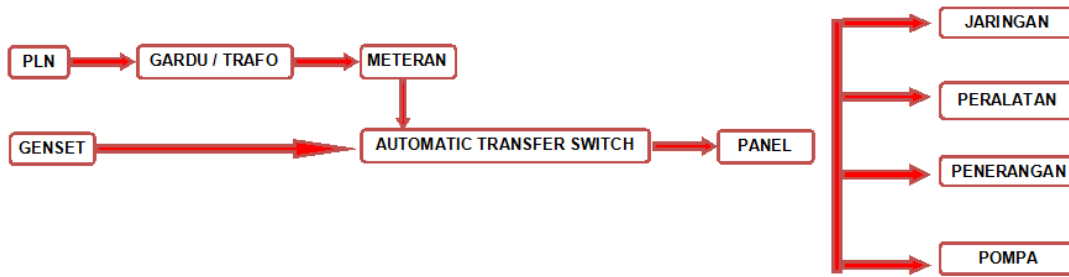 PLN
GARDU / TRAFO
METERAN
GENSET
AUTOMATIC TRANSFER SWITCH
PANEL
JARINGAN
PERALATAN
PENERANGAN
POMPA